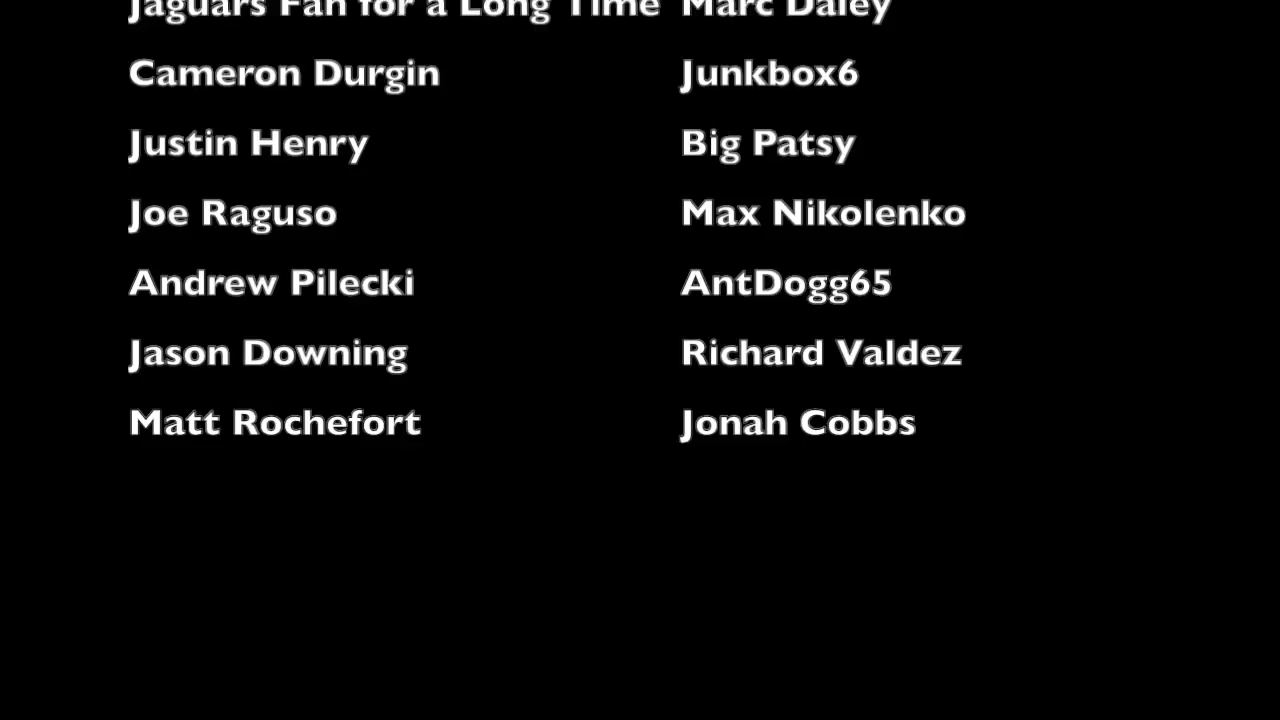 Jaguars Fan for a Long Time Marc Daley
Cameron Durgin Junkbox6
Justin Henry Big Patsy
Joe Raguso Max Nikolenko
Andrew Pilecki AntDogg65
Jason Downing Richard Valdez
Matt Rochefort Jonah Cobbs